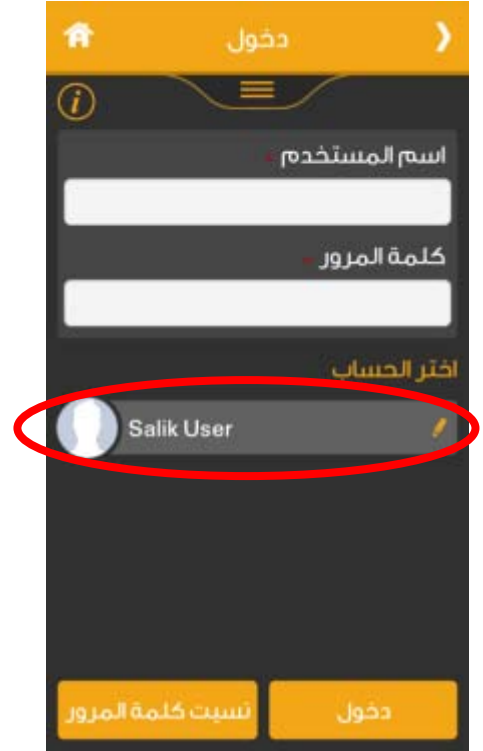 دخول
i
اسم المستخدم *
كلمة المرور *
اختر الحساب
Salik User
دخول
نسيت كلمة المرور